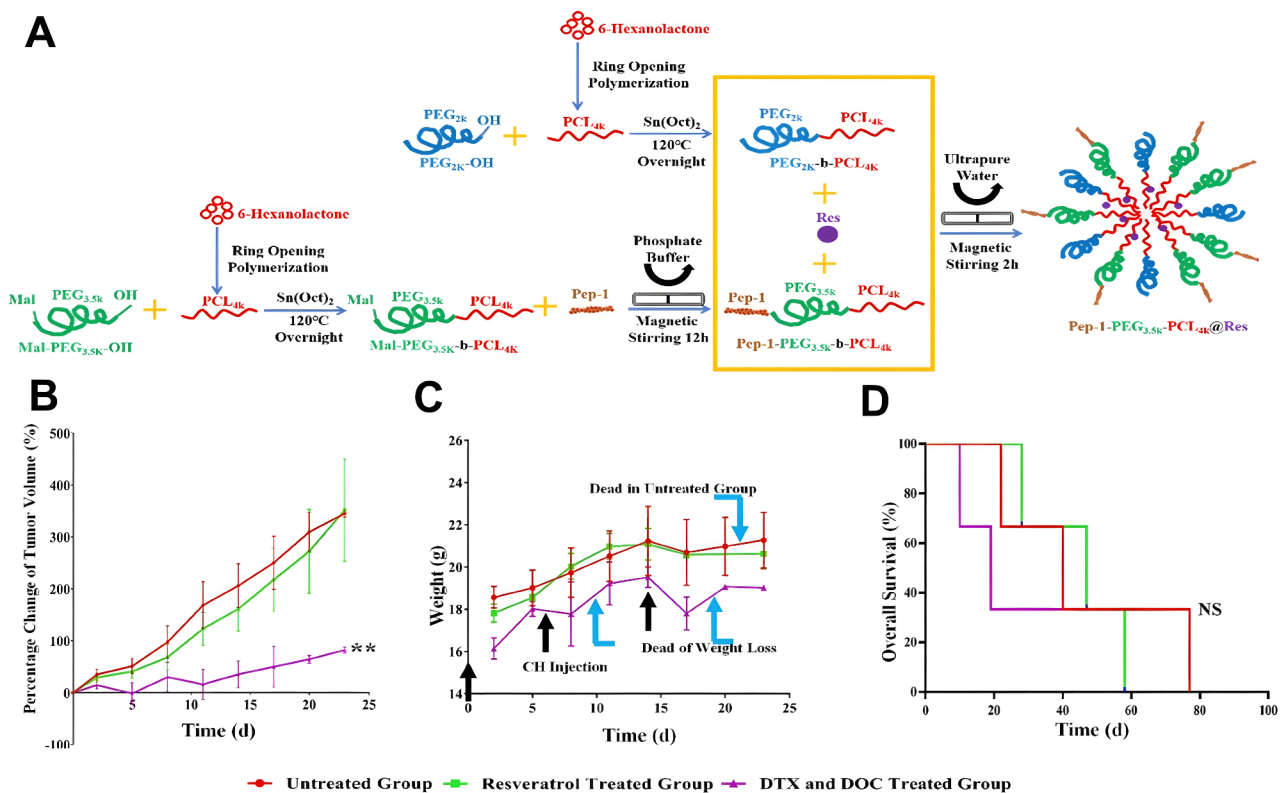 A
6-Hexanolactone
Ring Opening
Polymerization
PEG2k OH
PEG2K-OH
PCL4k
Sn(Oct)2
120°C
Overnight
PEG2k PCL4k
PEG2K-b-PCL4K
Res
Ultrapure
Water
Magnetic
Stirring 2h
Pep-1-PEG3.5k-PCL4k@Res
6-Hexanolactone
Ring Opening
Polymerization
Mal PEG3.5k OH
Mal-PEG3.5K-OH
PCL4k
Sn(Oct)2
120°C
Overnight
Mal PEG3.5k PCL4k
Mal-PEG3.5K-b-PCL4K
Pep-1
Phosphate
Buffer
Magnetic
Stirring 12h
Pep-1 PEG3.5k PCL4k
Pep-1-PEG3.5k-b-PCL4k
B
Percentage Change of Tumor Volume (%)
500
400
300
200
100
0
-100
5
10
15
20
25
**
Time (d)
C
Weight (g)
26
24
22
20
18
16
14
0
5
10
15
20
25
Dead in Untreated Group
CH Injection
Dead of Weight Loss
Time (d)
D
Overall Survival (%)
100
80
60
40
20
0
0
20
40
60
80
100
NS
Time (d)
Untreated Group
Resveratrol Treated Group
DTX and DOC Treated Group